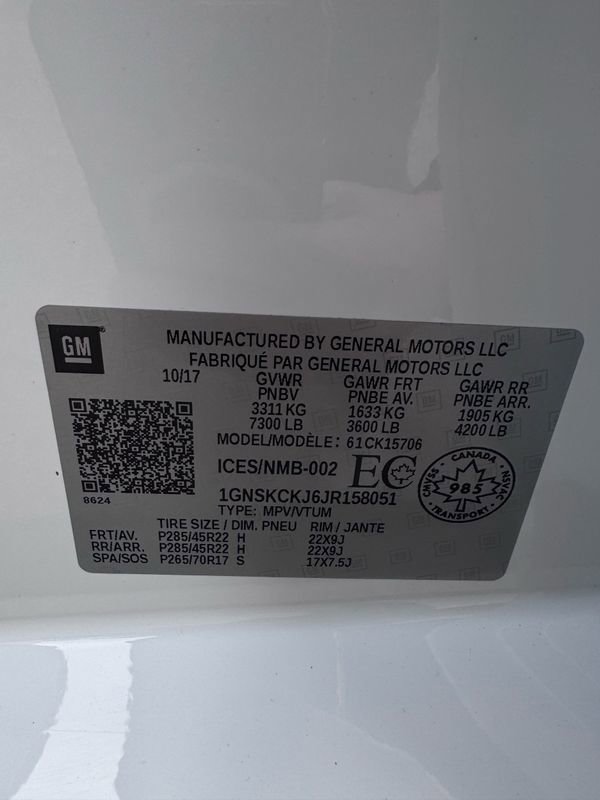 GM
MANUFACTURED BY GENERAL MOTORS LLC
FABRIQUÉ PAR GENERAL MOTORS LLC
10/17 GVWR GAWR FRT GAWR RR
PNBV PNBE AV. PNBE ARR.
3311 KG 1633 KG 1905 KG
7300 LB 3600 LB 4200 LB
MODEL/MODÈLE: 61CK15706
ICES/NMB-002 EC
CANADA
CMVSS 985 NSVAC
TRANSPORT
8624
1GNSKCKJ6JR158051
TYPE: MPV/VTUM
TIRE SIZE / DIM. PNEU RIM / JANTE
FRT/AV. P285/45R22 H 22X9J
RR/ARR. P285/45R22 H 22X9J
SPA/SOS P265/70R17 S 17X7.5J